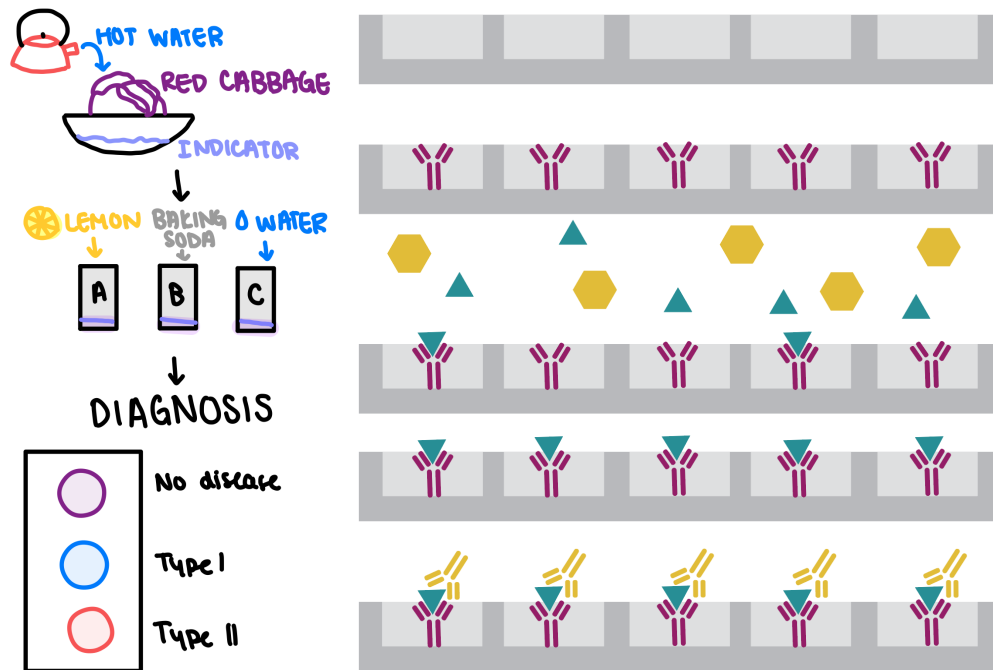 HOT WATER
RED CABBAGE
INDICATOR
LEMON
BAKING
SODA
WATER
A
B
C
DIAGNOSIS
No disease
Type I
Type II